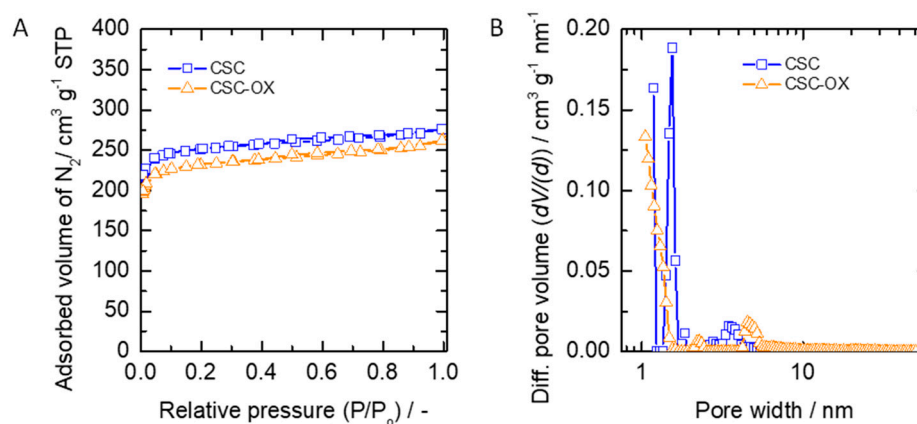 A
Adsorbed volume of N₂/ cm³ g⁻¹ STP
400
350
300
250
200
150
100
50
0
CSC
CSC-OX
0.0 0.2 0.4 0.6 0.8 1.0
Relative pressure (P/P₀) / -
B
Diff. pore volume (dV/(d)) / cm³ g⁻¹ nm⁻¹
0.20
0.15
0.10
0.05
0.00
CSC
CSC-OX
1 10
Pore width / nm